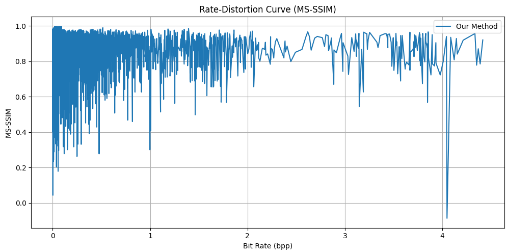 Rate-Distortion Curve (MS-SSIM)
Our Method
MS-SSIM
1.0
0.8
0.6
0.4
0.2
0.0
0 1 2 3 4
Bit Rate (bpp)